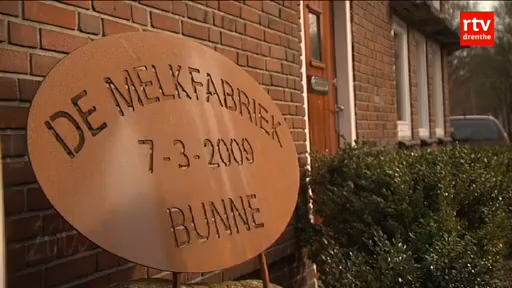 rtv
drenthe
DE MELKFABRIEK
7-3-2009
BUNNE